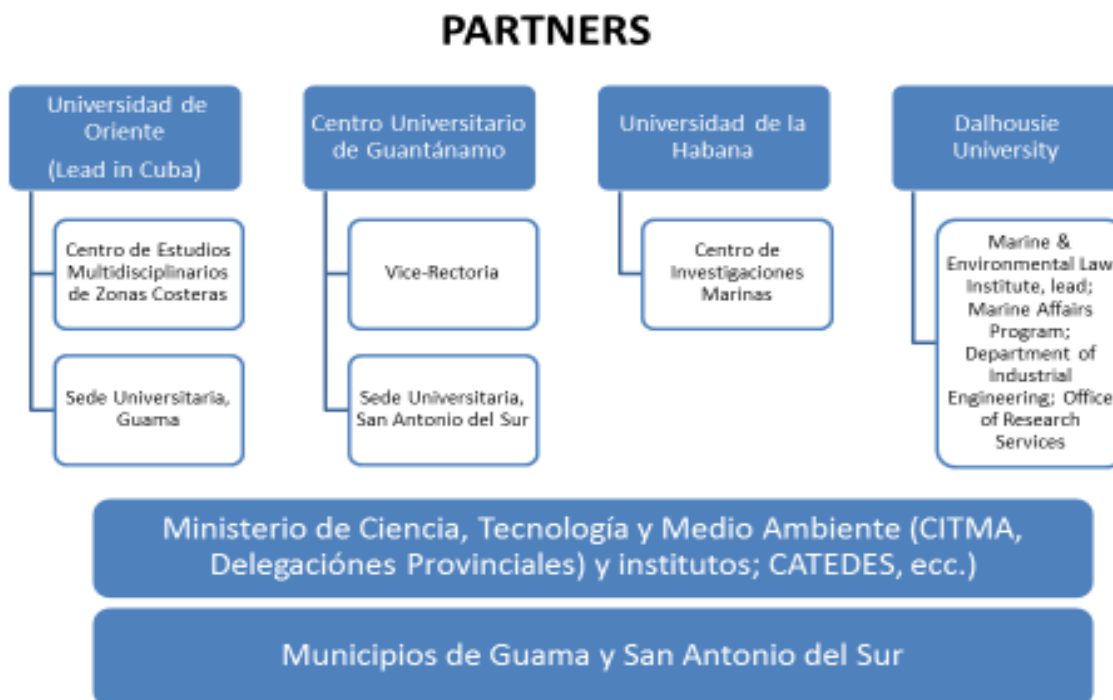 PARTNERS
Universidad de
Oriente
(Lead in Cuba)
Centro de Estudios
Multidisciplinarios
de Zonas Costeras
Sede Universitaria,
Guama
Centro Universitario
de Guantánamo
Vice-Rectoria
Sede Universitaria,
San Antonio del Sur
Universidad de la
Habana
Centro de
Investigaciones
Marinas
Dalhousie
University
Marine &
Environmental Law
Institute, lead;
Marine Affairs
Program;
Department of
Industrial
Engineering; Office
of Research
Services
Ministerio de Ciencia, Tecnología y Medio Ambiente (CITMA,
Delegaciónes Provinciales) y institutos; CATEDES, ecc.)
Municipios de Guama y San Antonio del Sur